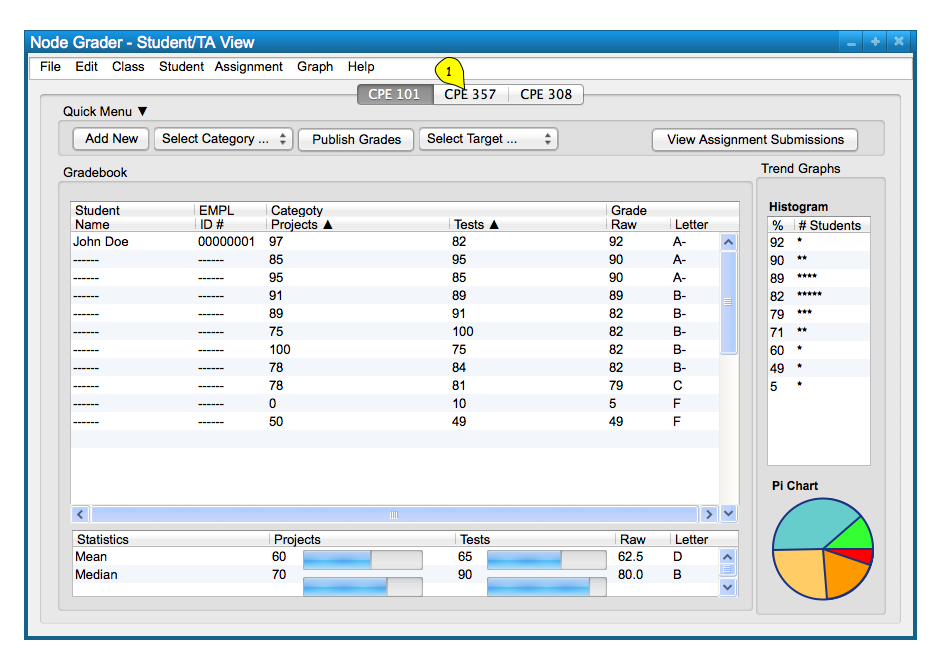 Node Grader - Student/TA View
File Edit Class Student Assignment Graph Help
1
CPE 101 CPE 357 CPE 308
Quick Menu ▼
Add New Select Category ... Publish Grades Select Target ... View Assignment Submissions
Gradebook
Student EMPL Categoty Grade
Name ID # Projects ▲ Tests ▲ Raw Letter
John Doe 00000001 97 82 92 A-
------ ------ 85 95 90 A-
------ ------ 95 85 90 A-
------ ------ 91 89 89 B-
------ ------ 89 91 82 B-
------ ------ 75 100 82 B-
------ ------ 100 75 82 B-
------ ------ 78 84 82 B-
------ ------ 78 81 79 C
------ ------ 0 10 5 F
------ ------ 50 49 49 F
Statistics Projects Tests Raw Letter
Mean 60 65 62.5 D
Median 70 90 80.0 B
Trend Graphs
Histogram
% # Students
92 *
90 **
89 ****
82 *****
79 ***
71 **
60 *
49 *
5 *
Pi Chart